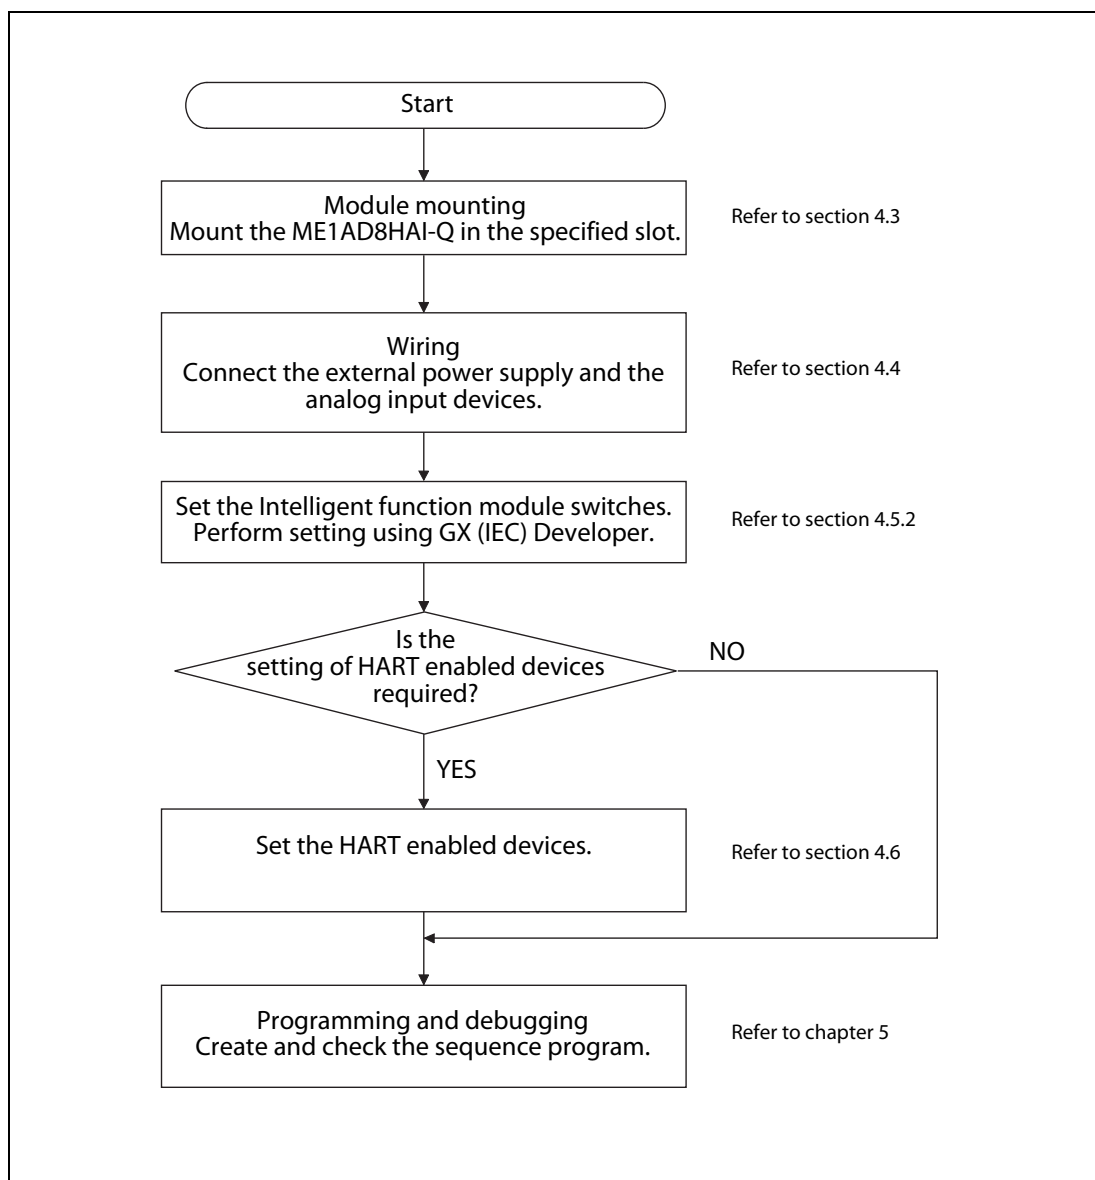 Start
Module mounting
Mount the ME1AD8HAI-Q in the specified slot.
Refer to section 4.3
Wiring
Connect the external power supply and the
analog input devices.
Refer to section 4.4
Set the Intelligent function module switches.
Perform setting using GX (IEC) Developer.
Refer to section 4.5.2
Is the
setting of HART enabled devices
required?
NO
YES
Set the HART enabled devices.
Refer to section 4.6
Programming and debugging
Create and check the sequence program.
Refer to chapter 5